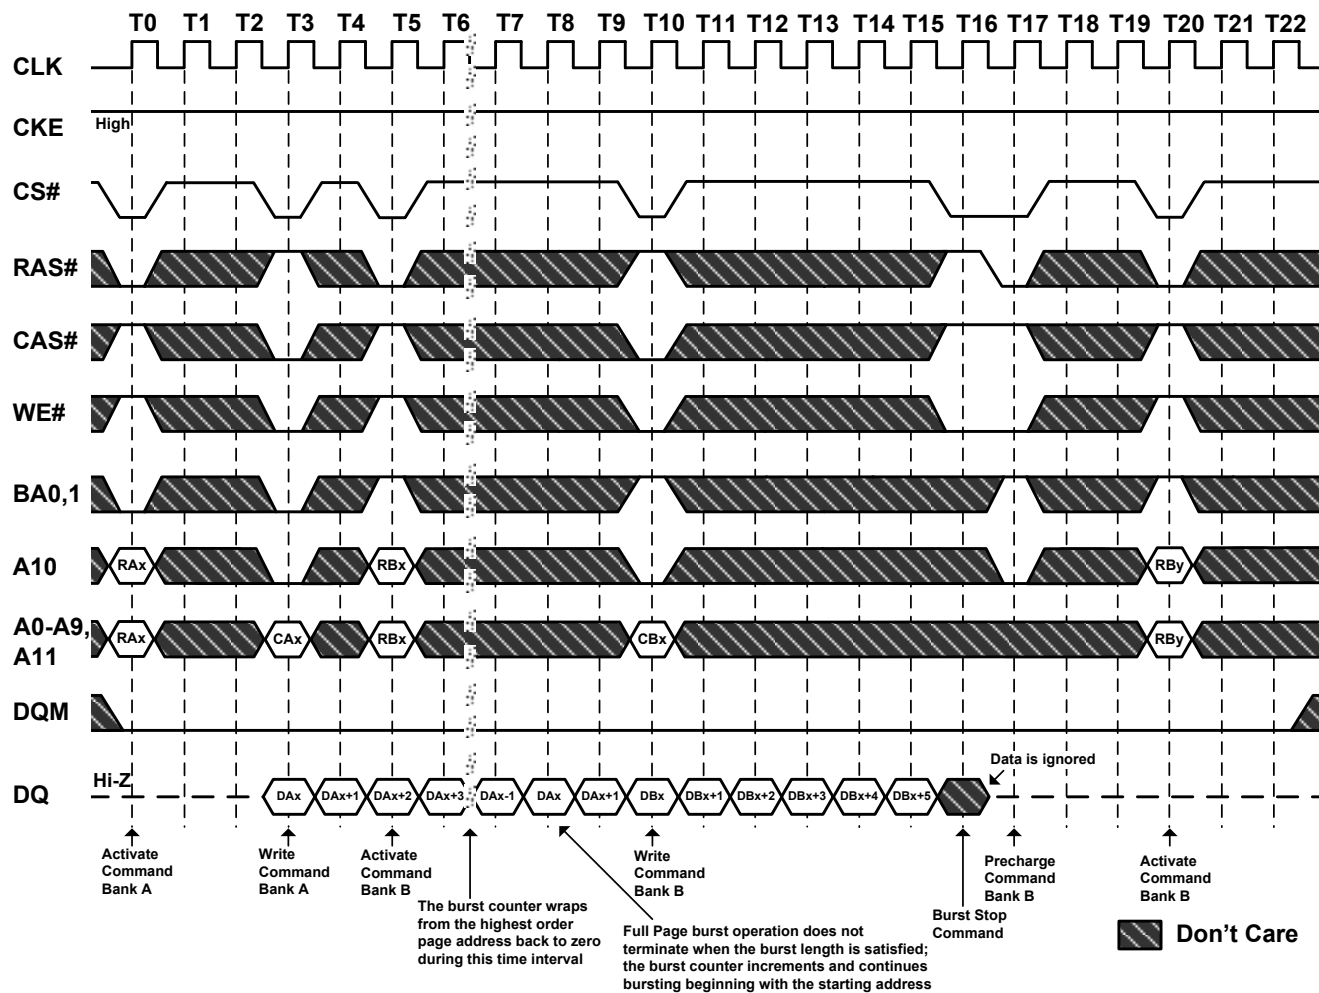 T0 T1 T2 T3 T4 T5 T6 T7 T8 T9 T10 T11 T12 T13 T14 T15 T16 T17 T18 T19 T20 T21 T22
CLK
CKE High
CS#
RAS#
CAS#
WE#
BA0,1
A10 RAx RBx RBy
A0-A9, A11 RAx CAx RBx CBx RBy
DQM
DQ Hi-Z DAx DAx+1 DAx+2 DAx+3 DAx-1 DAx DAx+1 DBx DBx+1 DBx+2 DBx+3 DBx+4 DBx+5
Data is ignored
Activate
Command
Bank A
Write
Command
Bank A
Activate
Command
Bank B
The burst counter wraps
from the highest order
page address back to zero
during this time interval
Write
Command
Bank B
Full Page burst operation does not
terminate when the burst length is satisfied;
the burst counter increments and continues
bursting beginning with the starting address
Burst Stop
Command
Precharge
Command
Bank B
Activate
Command
Bank B
Don't Care